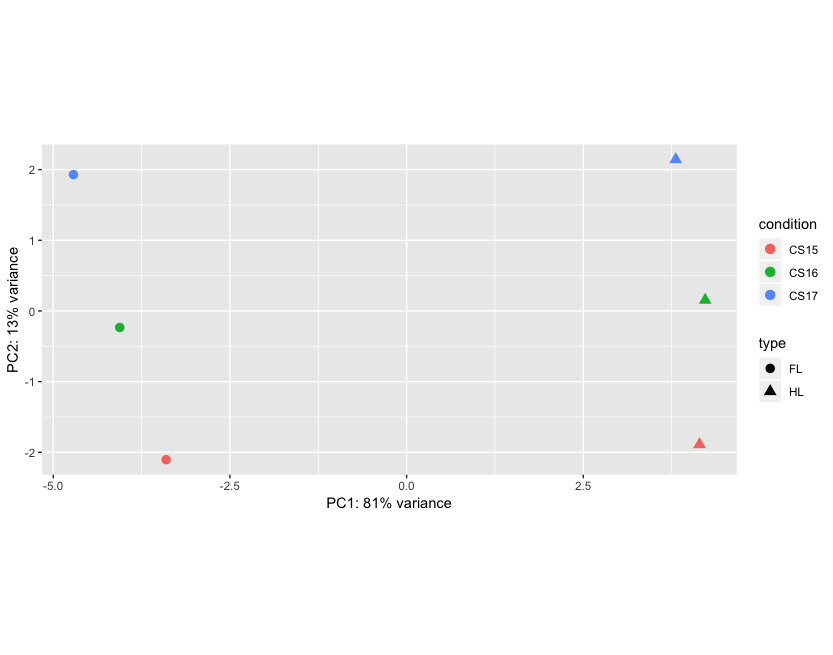 PC2: 13% variance
2
1
0
-1
-2
-5.0
-2.5
0.0
2.5
PC1: 81% variance
condition
CS15
CS16
CS17
type
FL
HL